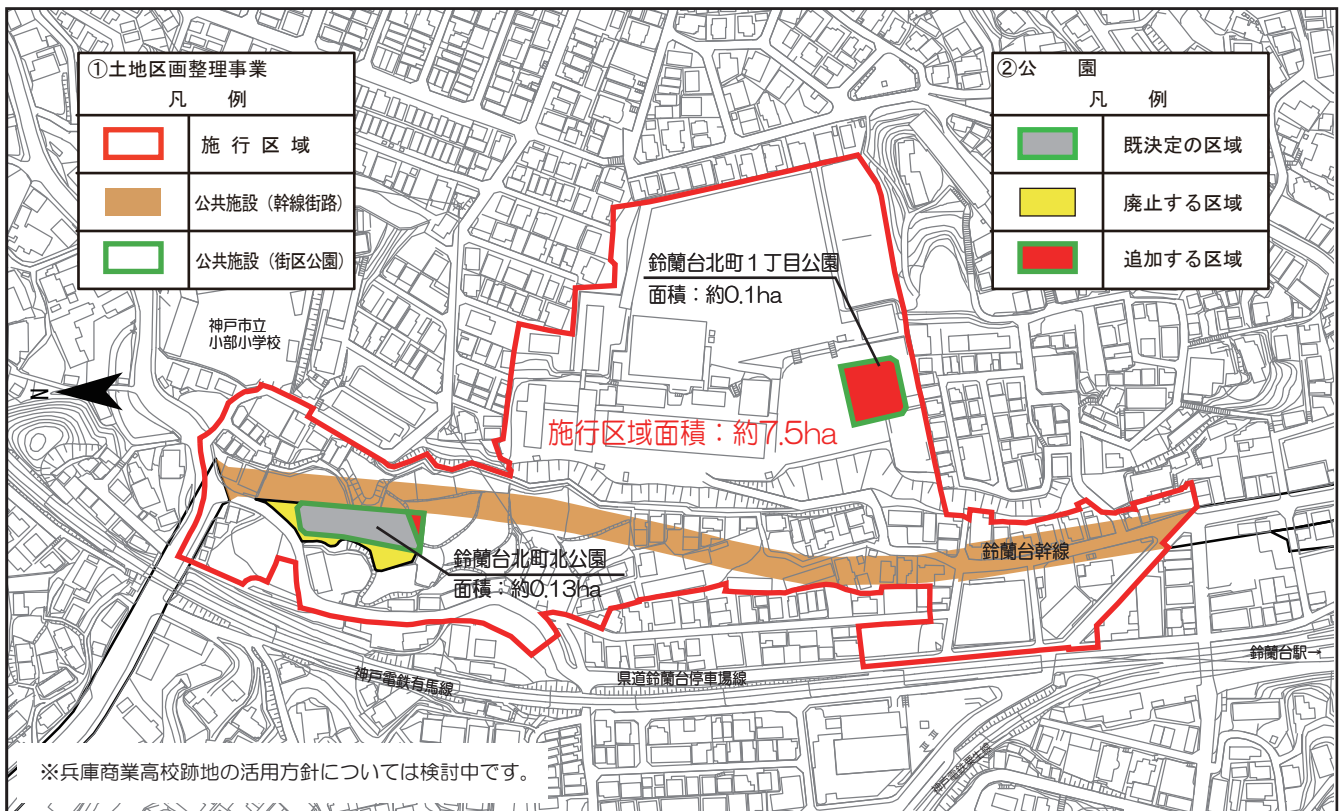 ①土地区画整理事業
凡 例
施 行 区 域
公共施設（幹線街路）
公共施設（街区公園）
②公 園
凡 例
既決定の区域
廃止する区域
追加する区域
鈴蘭台北町１丁目公園
面積：約0.1ha
神戸市立
小部小学校
N
施行区域面積：約7.5ha
鈴蘭台北町北公園
面積：約0.13ha
鈴蘭台幹線
鈴蘭台駅→
県道鈴蘭台停車場線
神戸電鉄有馬線
神戸電鉄粟生線
※兵庫商業高校跡地の活用方針については検討中です。